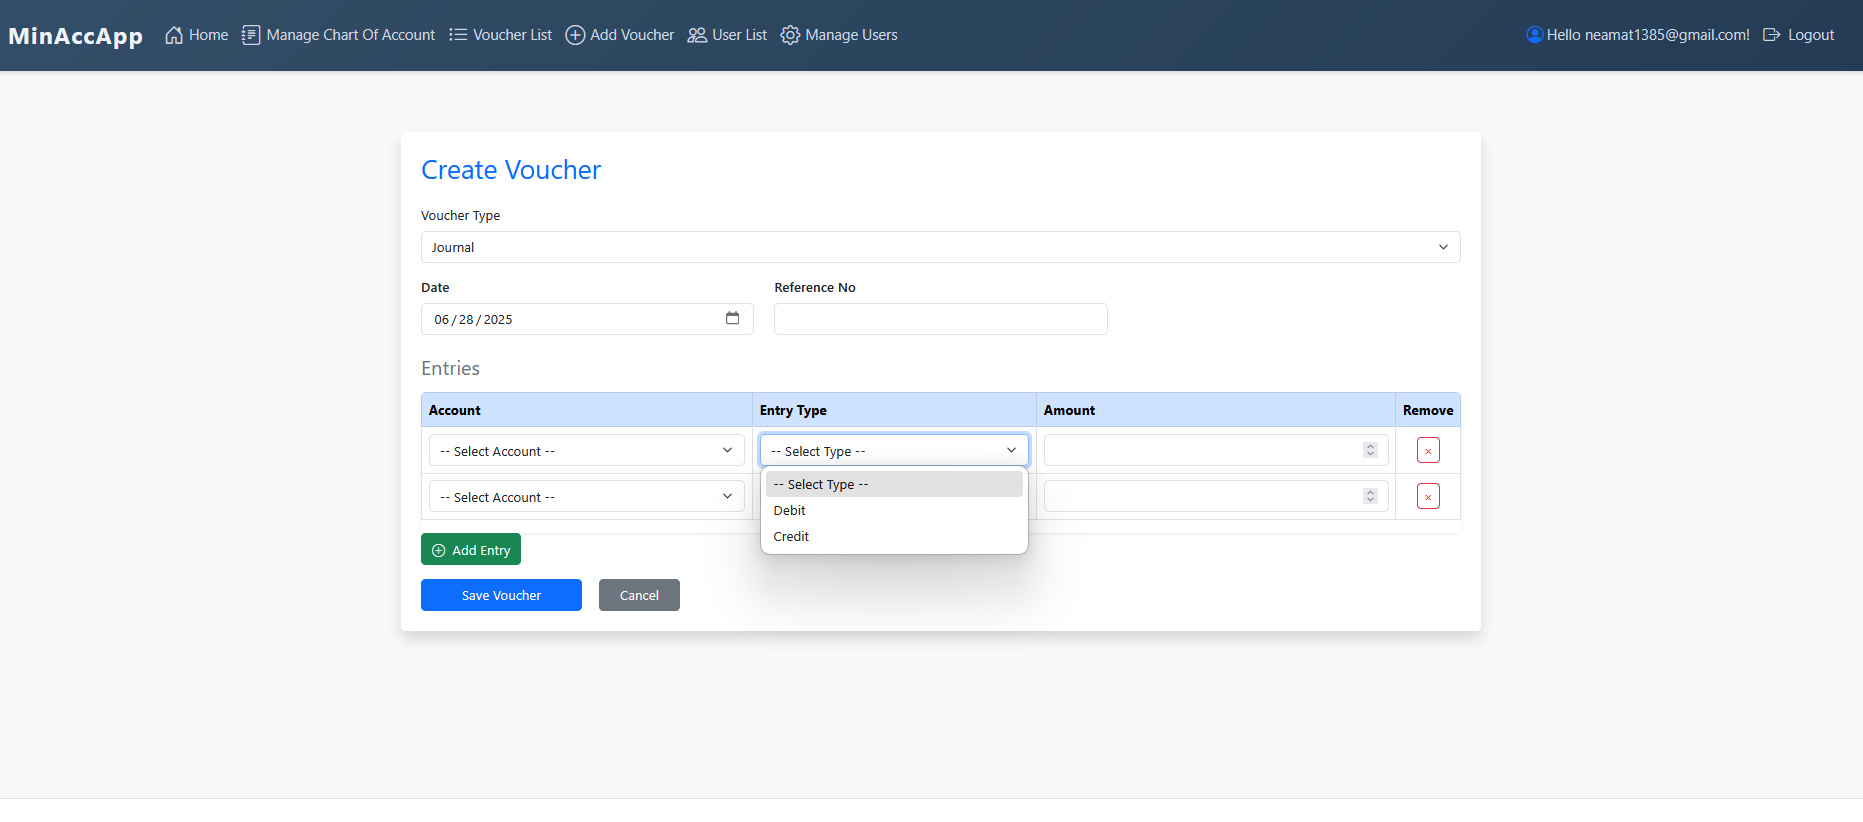 MinAccApp Home Manage Chart Of Account Voucher List Add Voucher User List Manage Users Hello neamat1385@gmail.com! Logout
Create Voucher
Voucher Type
Journal
Date Reference No
06/28/2025
Entries
Account Entry Type Amount Remove
-- Select Account -- -- Select Type -- ×
-- Select Type --
-- Select Account -- ×
Debit
Credit
Add Entry
Save Voucher Cancel